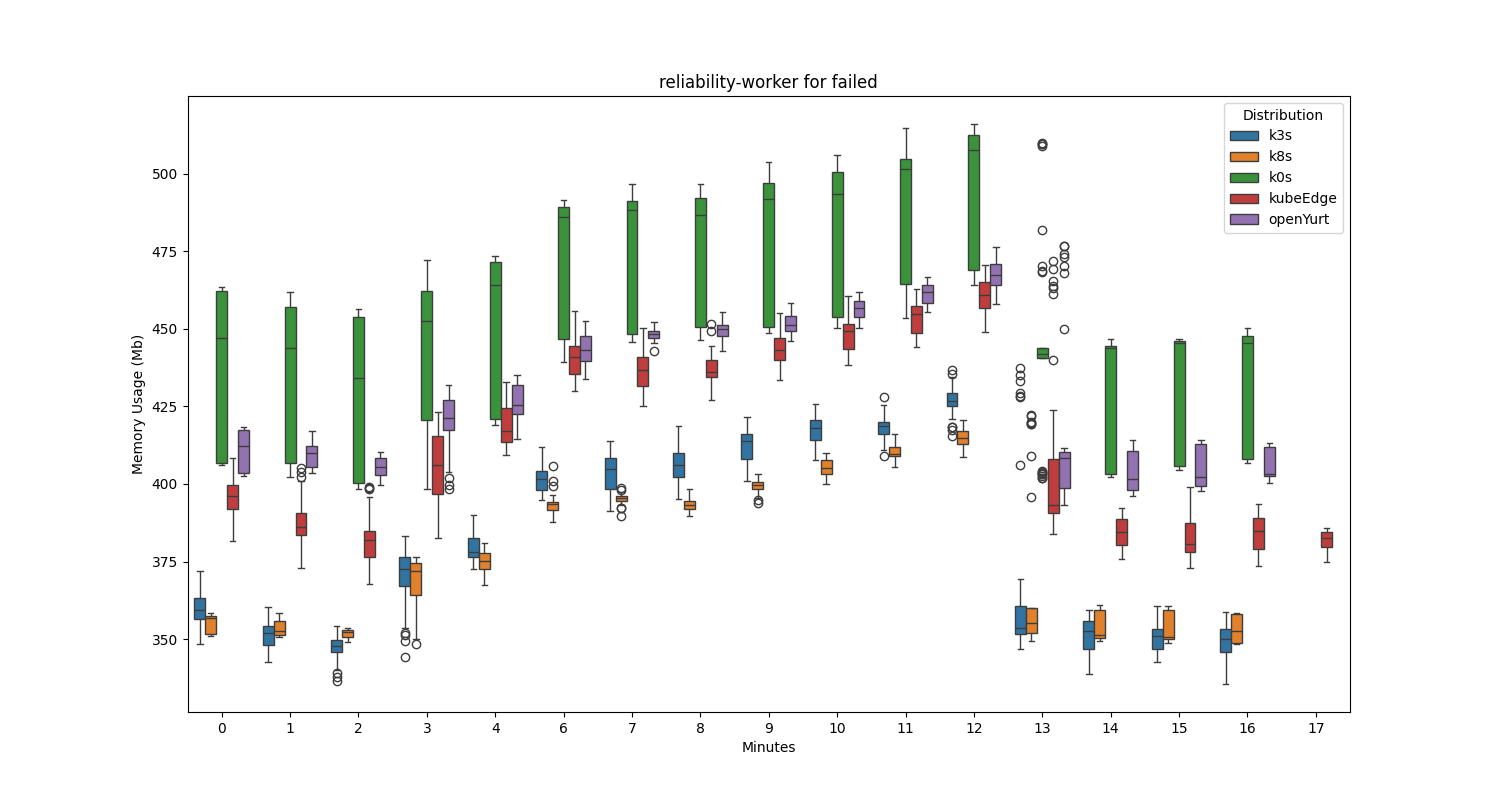 reliability-worker for failed
Distribution
k3s
k8s
k0s
kubeEdge
openYurt
Memory Usage (Mb)
500
475
450
425
400
375
350
0 1 2 3 4 6 7 8 9 10 11 12 13 14 15 16 17
Minutes